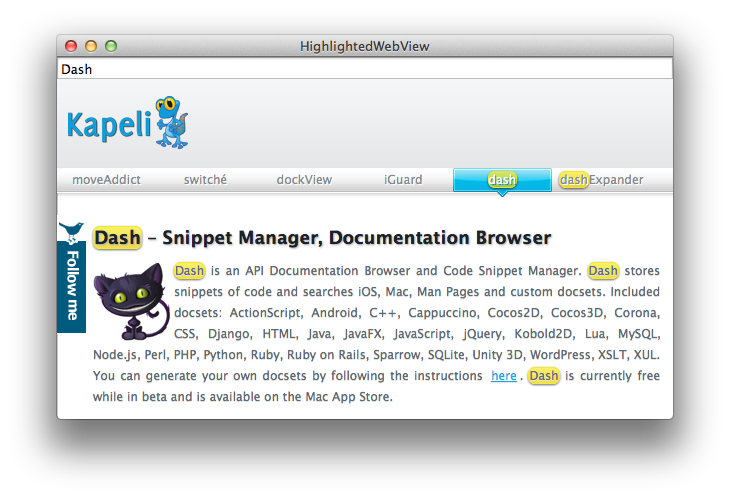 HighlightedWebView
Dash
Kapeli
moveAddict switché dockView iGuard dash dashExpander
Follow me
Dash – Snippet Manager, Documentation Browser
Dash is an API Documentation Browser and Code Snippet Manager. Dash stores
snippets of code and searches iOS, Mac, Man Pages and custom docsets. Included
docsets: ActionScript, Android, C++, Cappuccino, Cocos2D, Cocos3D, Corona,
CSS, Django, HTML, Java, JavaFX, JavaScript, jQuery, Kobold2D, Lua, MySQL,
Node.js, Perl, PHP, Python, Ruby, Ruby on Rails, Sparrow, SQLite, Unity 3D, WordPress, XSLT, XUL.
You can generate your own docsets by following the instructions here. Dash is currently free
while in beta and is available on the Mac App Store.